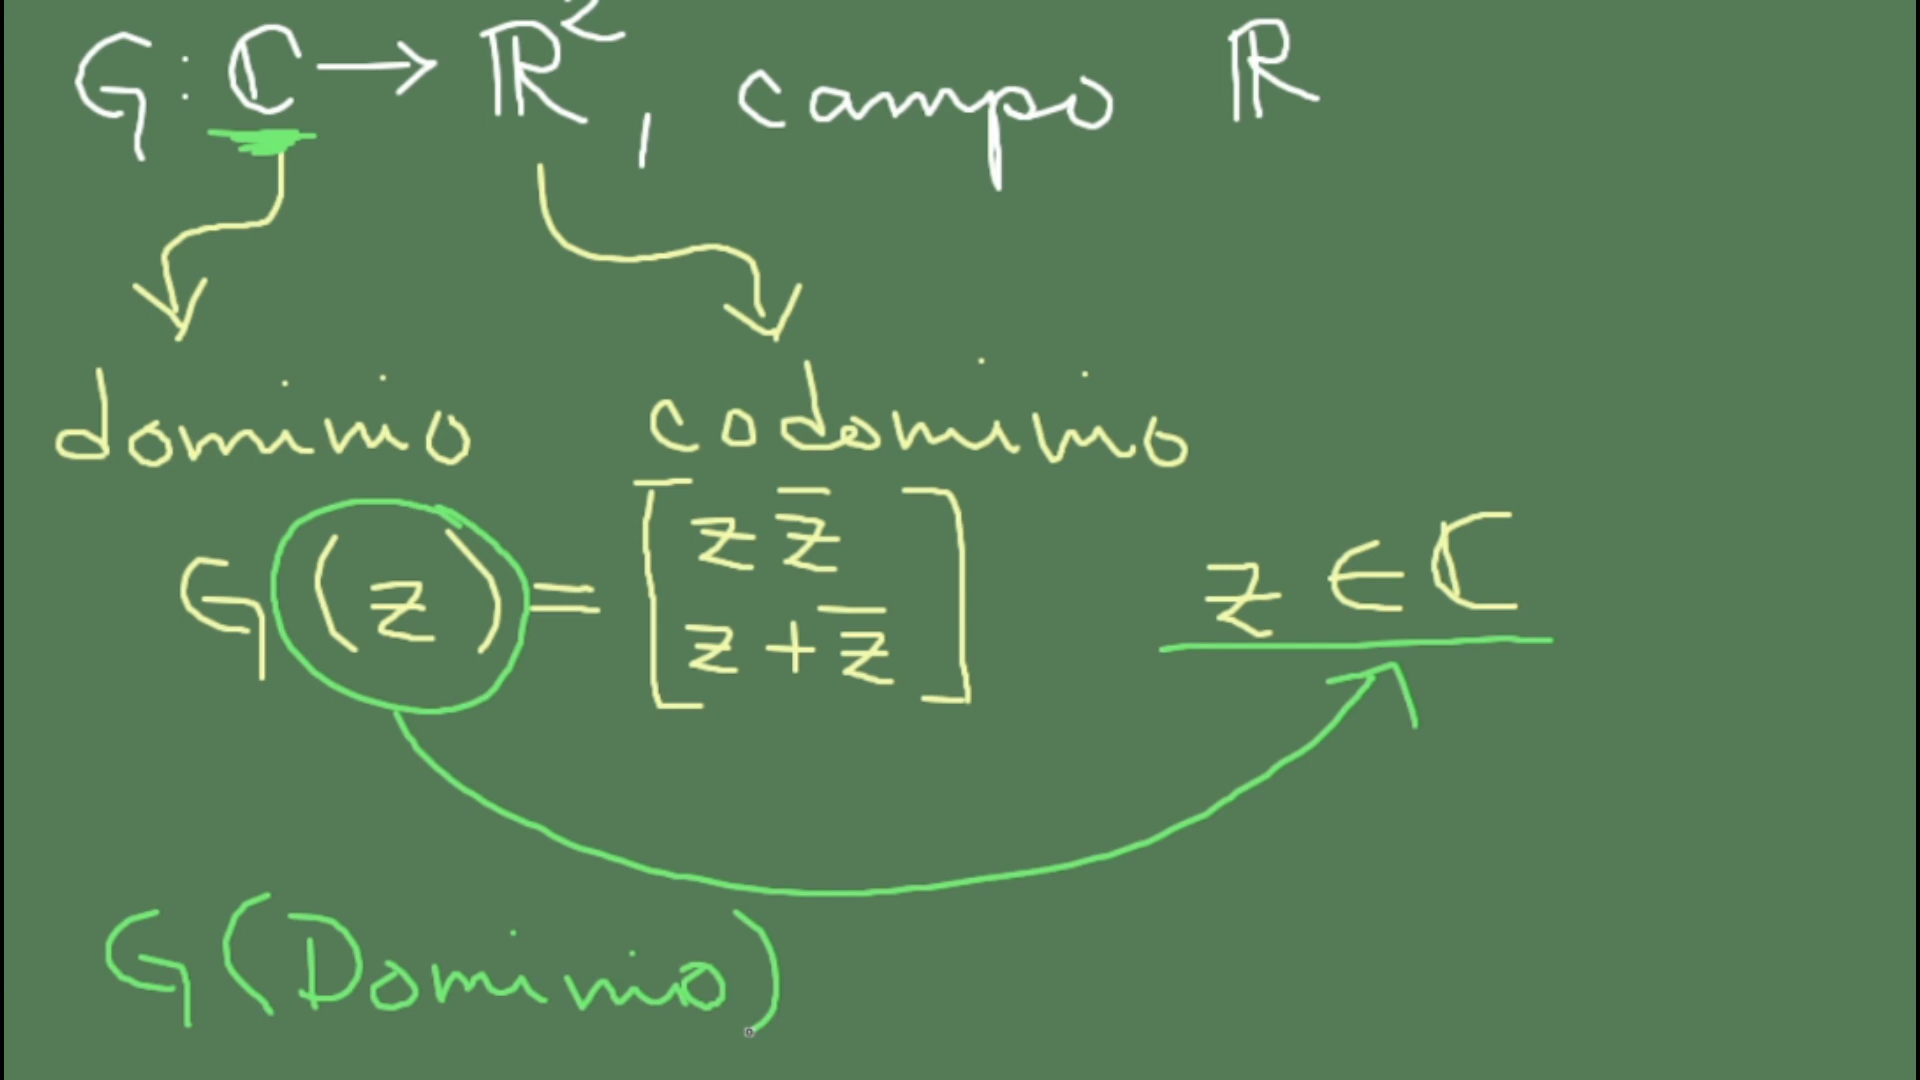 G: ℂ → ℝ², campo ℝ
dominio codominio
G(z) = [z z̄
z + z̄] z ∈ ℂ
G(Dominio)